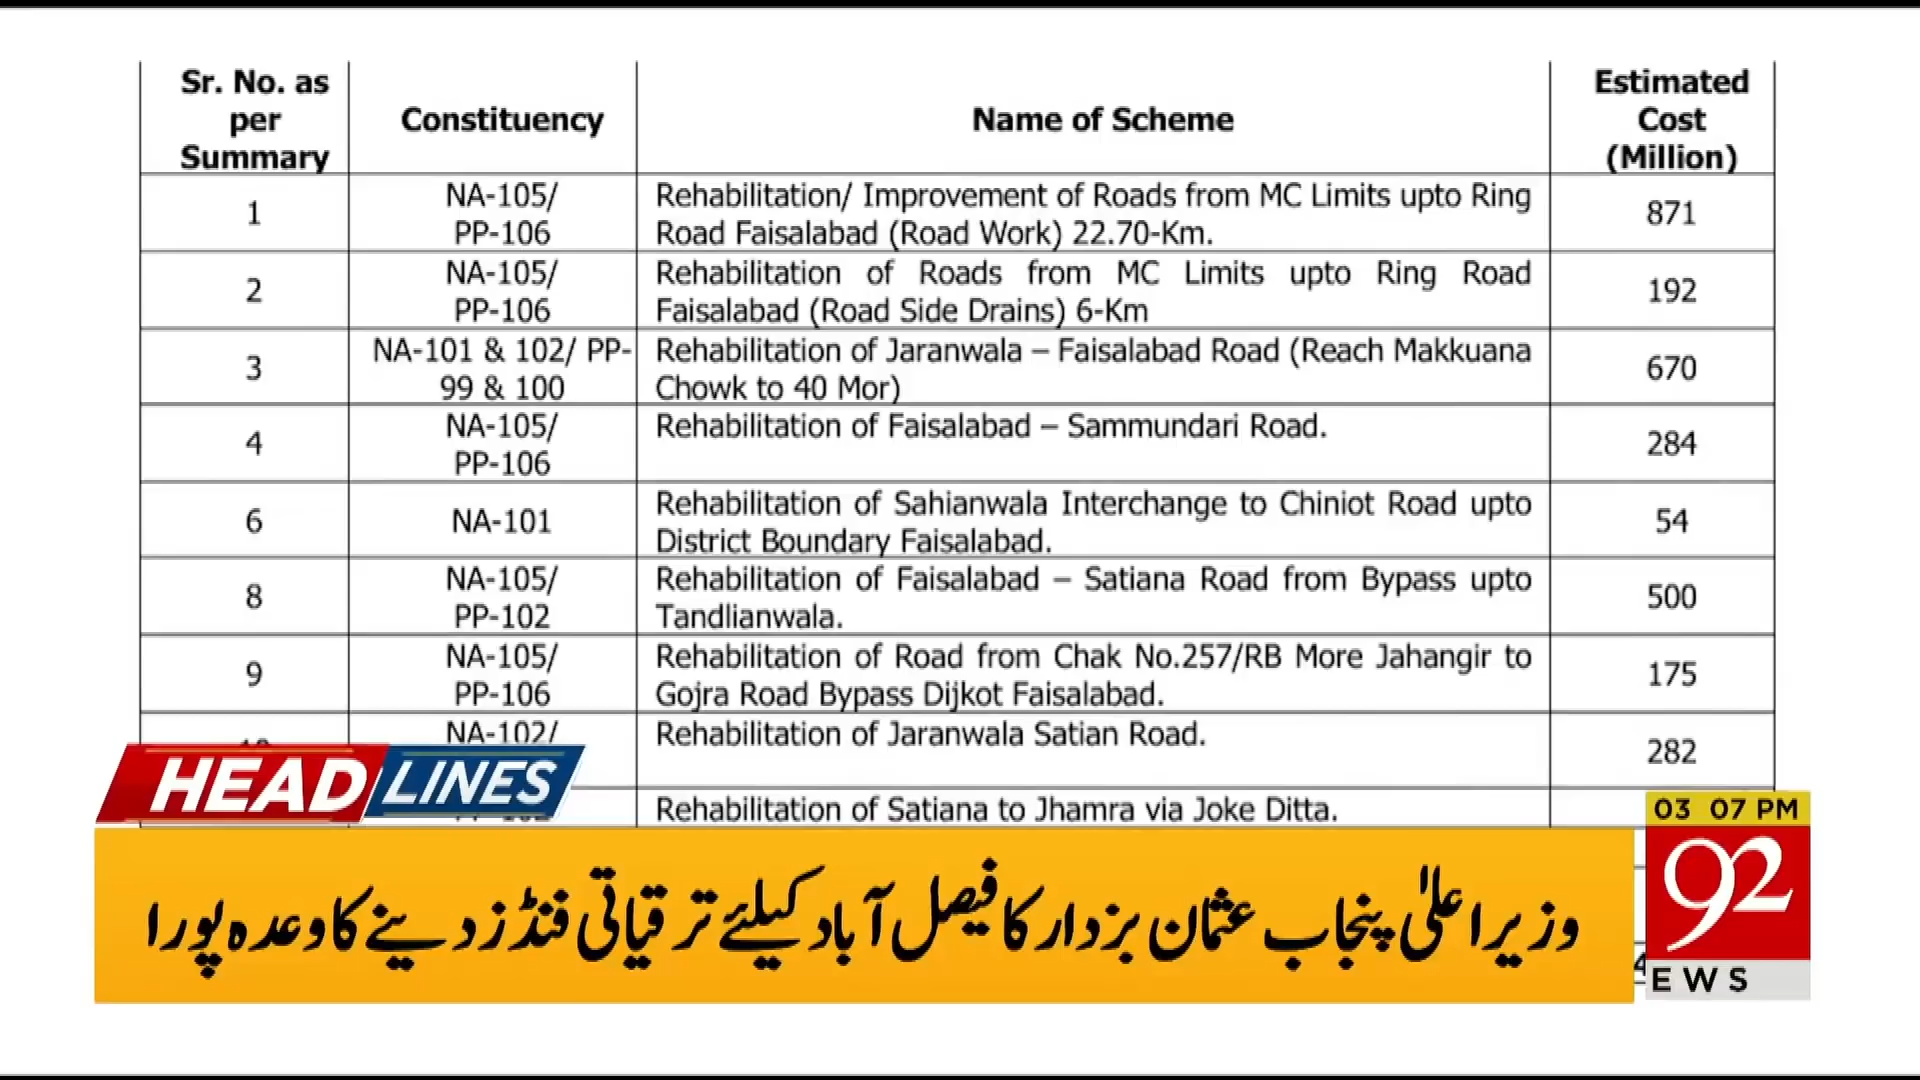 Sr. No. as
per
Summary
Constituency
Name of Scheme
Estimated
Cost
(Million)
1
NA-105/
PP-106
Rehabilitation/ Improvement of Roads from MC Limits upto Ring
Road Faisalabad (Road Work) 22.70-Km.
871
2
NA-105/
PP-106
Rehabilitation of Roads from MC Limits upto Ring Road
Faisalabad (Road Side Drains) 6-Km
192
3
NA-101 & 102/ PP-
99 & 100
Rehabilitation of Jaranwala – Faisalabad Road (Reach Makkuana
Chowk to 40 Mor)
670
4
NA-105/
PP-106
Rehabilitation of Faisalabad – Sammundari Road.
284
6
NA-101
Rehabilitation of Sahianwala Interchange to Chiniot Road upto
District Boundary Faisalabad.
54
8
NA-105/
PP-102
Rehabilitation of Faisalabad – Satiana Road from Bypass upto
Tandlianwala.
500
9
NA-105/
PP-106
Rehabilitation of Road from Chak No.257/RB More Jahangir to
Gojra Road Bypass Dijkot Faisalabad.
175
NA-102/
Rehabilitation of Jaranwala Satian Road.
282
Rehabilitation of Satiana to Jhamra via Joke Ditta.
HEADLINES
03 07 PM
92
EWS
وزیراعلیٰ پنجاب عثمان بزدار کا فیصل آباد کیلئے ترقیاتی فنڈز دینے کا وعدہ پورا